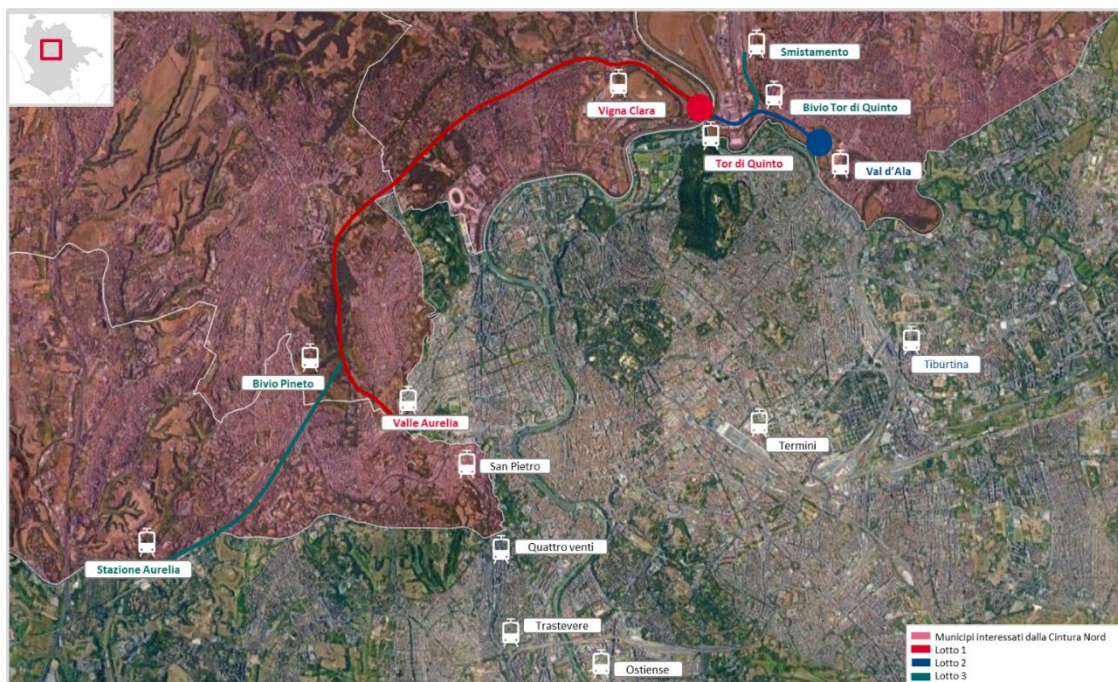 Smistamento
Vigna Clara
Bivio Tor di Quinto
Tor di Quinto
Val d'Ala
Tiburtina
Bivio Pineto
Valle Aurelia
Termini
San Pietro
Quattro venti
Stazione Aurelia
Trastevere
Ostiense
Municipi interessati dalla Cintura Nord
Lotto 1
Lotto 2
Lotto 3